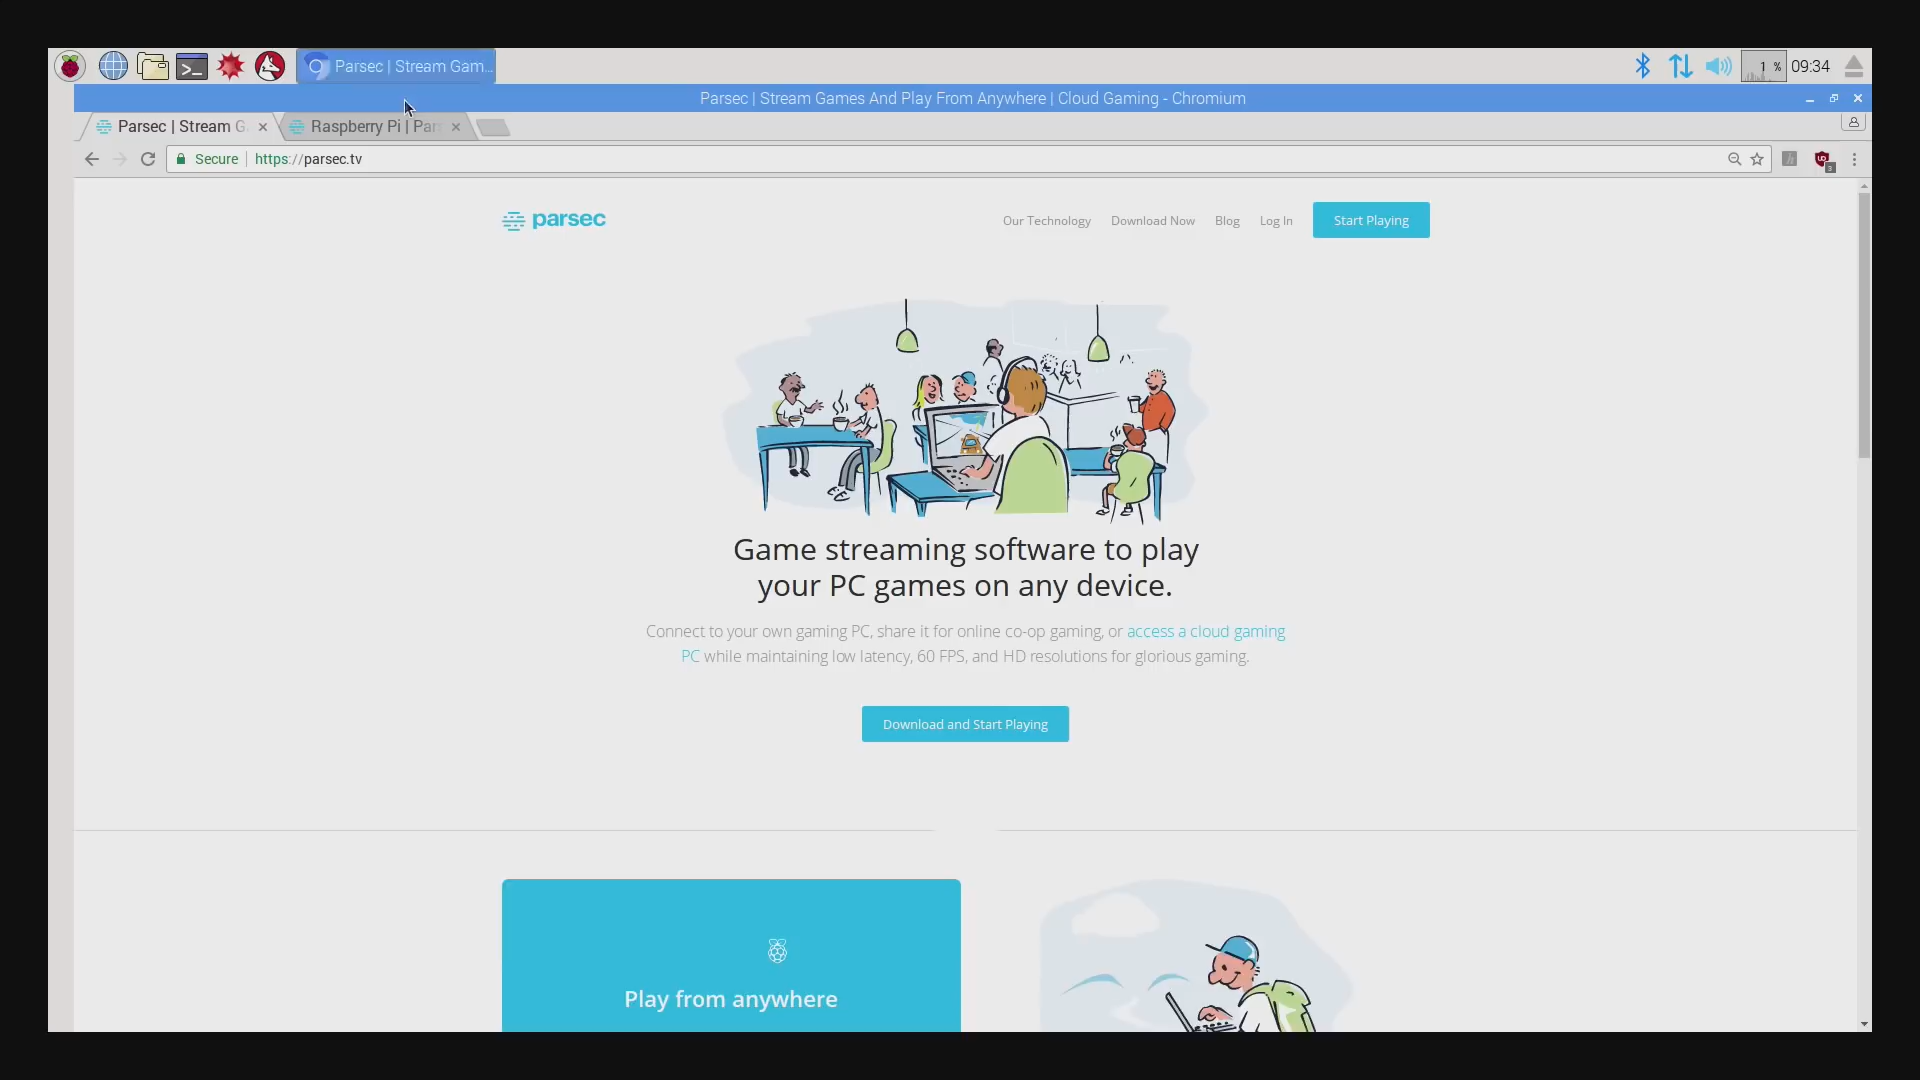 Parsec | Stream Gam...
1 %
09:34
Parsec | Stream Games And Play From Anywhere | Cloud Gaming - Chromium
Parsec | Stream G
Raspberry Pi | Par
Secure
https://parsec.tv
parsec
Our Technology
Download Now
Blog
Log In
Start Playing
Game streaming software to play
your PC games on any device.
Connect to your own gaming PC, share it for online co-op gaming, or access a cloud gaming
PC while maintaining low latency, 60 FPS, and HD resolutions for glorious gaming.
Download and Start Playing
Play from anywhere